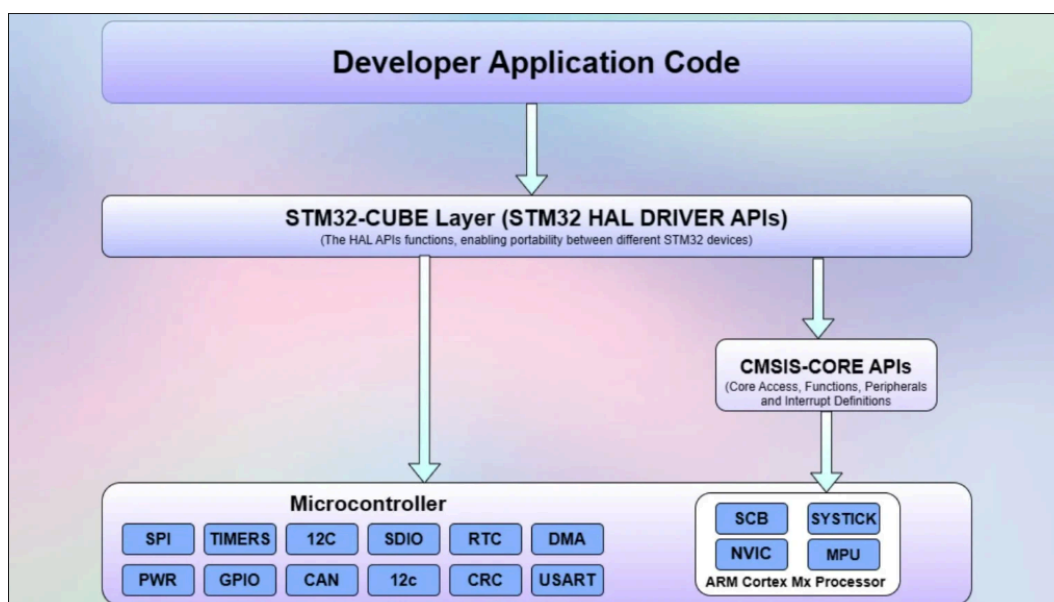 Developer Application Code
STM32-CUBE Layer (STM32 HAL DRIVER APIs)
(The HAL APIs functions, enabling portability between different STM32 devices)
CMSIS-CORE APIs
(Core Access, Functions, Peripherals
and Interrupt Definitions
Microcontroller
SPI TIMERS 12C SDIO RTC DMA
PWR GPIO CAN 12c CRC USART
SCB SYSTICK
NVIC MPU
ARM Cortex Mx Processor